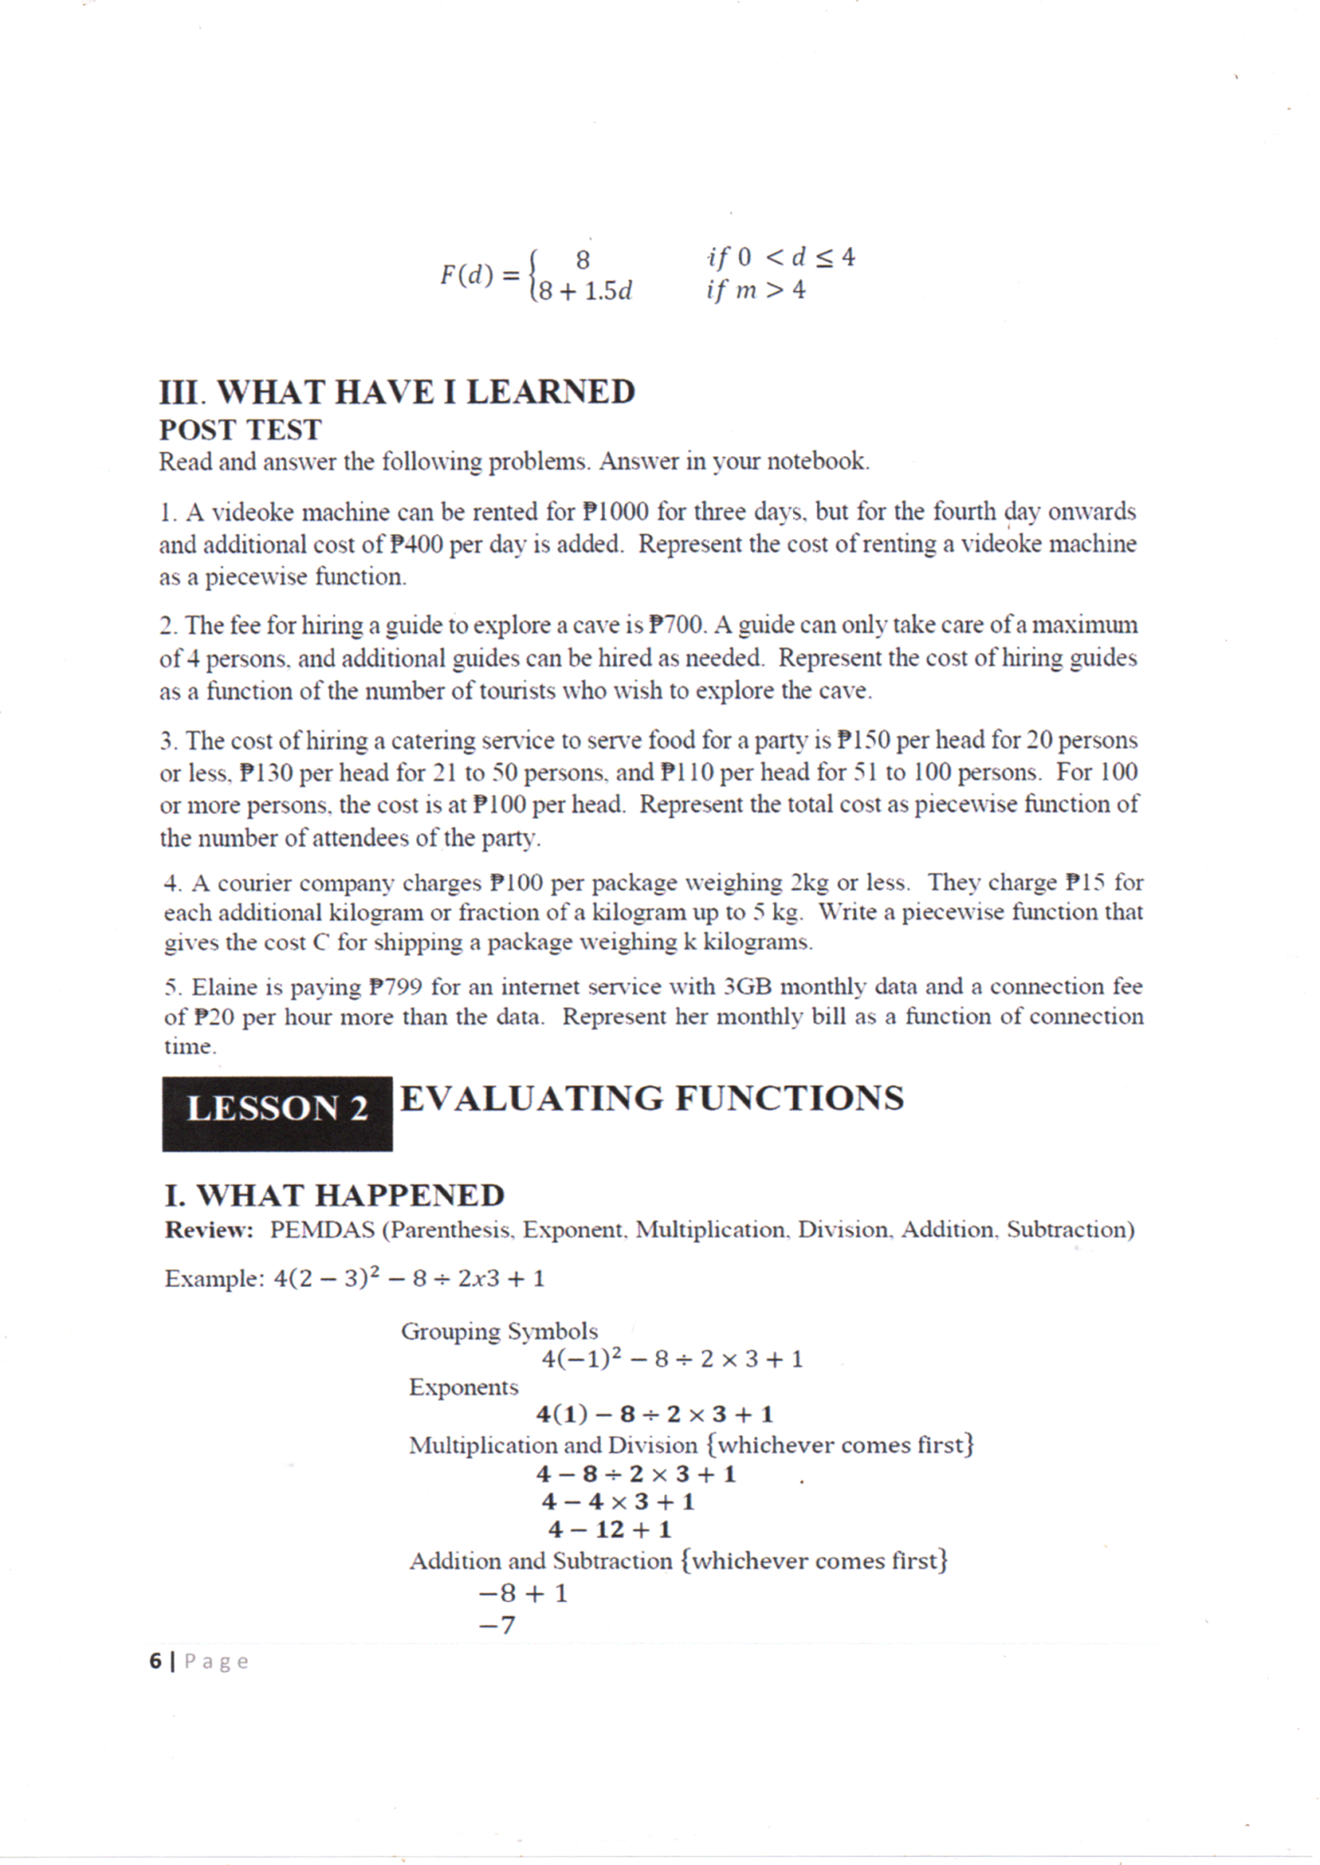 F(d) = { 8 if 0 < d ≤ 4
8 + 1.5d if m > 4
III. WHAT HAVE I LEARNED
POST TEST
Read and answer the following problems. Answer in your notebook.
1. A videoke machine can be rented for ₱1000 for three days, but for the fourth day onwards
and additional cost of ₱400 per day is added. Represent the cost of renting a videoke machine
as a piecewise function.
2. The fee for hiring a guide to explore a cave is ₱700. A guide can only take care of a maximum
of 4 persons, and additional guides can be hired as needed. Represent the cost of hiring guides
as a function of the number of tourists who wish to explore the cave.
3. The cost of hiring a catering service to serve food for a party is ₱150 per head for 20 persons
or less, ₱130 per head for 21 to 50 persons, and ₱110 per head for 51 to 100 persons. For 100
or more persons, the cost is at ₱100 per head. Represent the total cost as piecewise function of
the number of attendees of the party.
4. A courier company charges ₱100 per package weighing 2kg or less. They charge ₱15 for
each additional kilogram or fraction of a kilogram up to 5 kg. Write a piecewise function that
gives the cost C for shipping a package weighing k kilograms.
5. Elaine is paying ₱799 for an internet service with 3GB monthly data and a connection fee
of ₱20 per hour more than the data. Represent her monthly bill as a function of connection
time.
LESSON 2 EVALUATING FUNCTIONS
I. WHAT HAPPENED
Review: PEMDAS (Parenthesis, Exponent, Multiplication, Division, Addition, Subtraction)
Example: 4(2 − 3)² − 8 ÷ 2x3 + 1
Grouping Symbols
4(−1)² − 8 ÷ 2 × 3 + 1
Exponents
4(1) − 8 ÷ 2 × 3 + 1
Multiplication and Division {whichever comes first}
4 − 8 ÷ 2 × 3 + 1
4 − 4 × 3 + 1
4 − 12 + 1
Addition and Subtraction {whichever comes first}
−8 + 1
−7
6 | Page